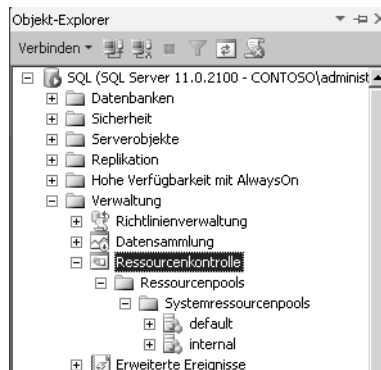 Objekt-Explorer
Verbinden
SQL (SQL Server 11.0.2100 - CONTOSO\administ
Datenbanken
Sicherheit
Serverobjekte
Replikation
Hohe Verfügbarkeit mit AlwaysOn
Verwaltung
Richtlinienverwaltung
Datensammlung
Ressourcenkontrolle
Ressourcenpools
Systemressourcenpools
default
internal
Erweiterte Ereignisse